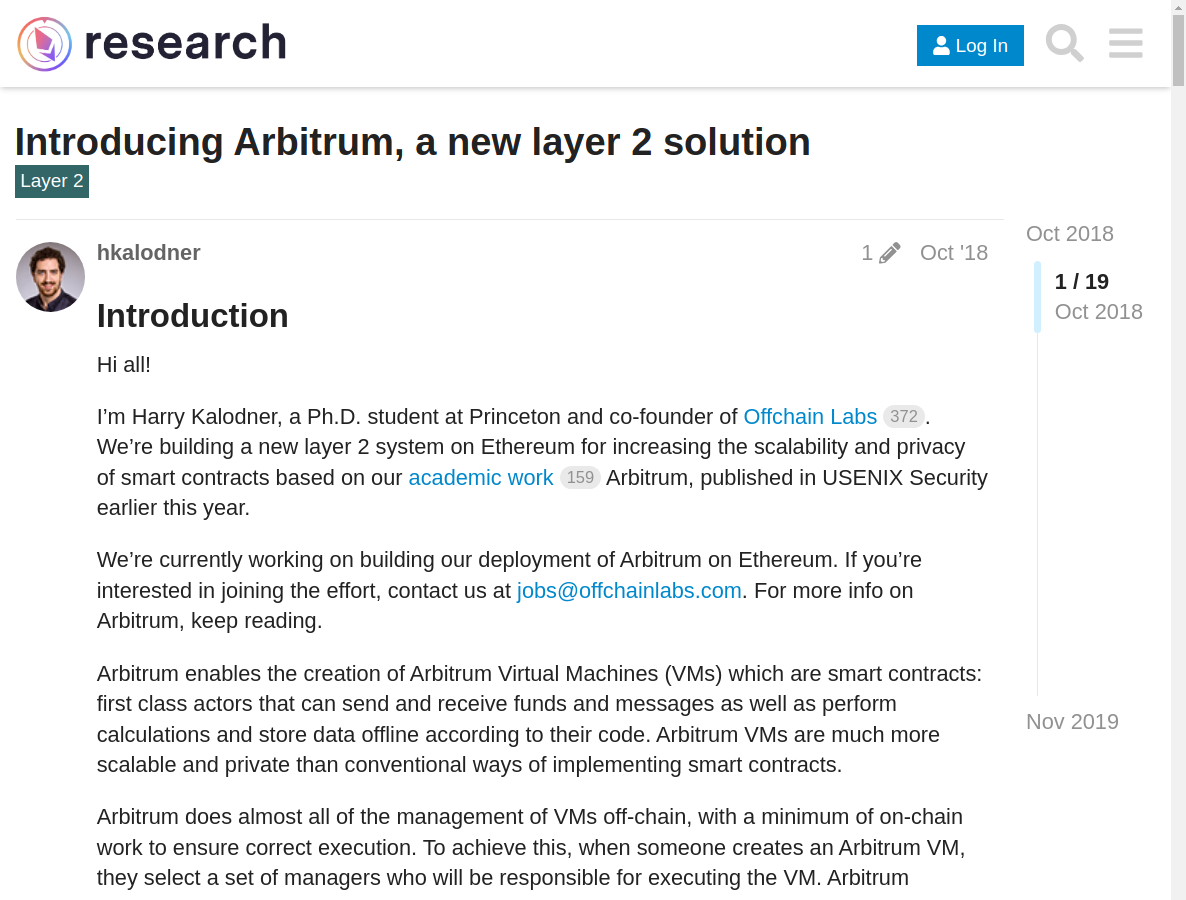 research
Log In
Introducing Arbitrum, a new layer 2 solution
Layer 2
hkalodner 1 Oct '18
Oct 2018
1 / 19
Oct 2018
Introduction
Hi all!
I’m Harry Kalodner, a Ph.D. student at Princeton and co-founder of Offchain Labs 372.
We’re building a new layer 2 system on Ethereum for increasing the scalability and privacy
of smart contracts based on our academic work 159 Arbitrum, published in USENIX Security
earlier this year.
We’re currently working on building our deployment of Arbitrum on Ethereum. If you’re
interested in joining the effort, contact us at jobs@offchainlabs.com. For more info on
Arbitrum, keep reading.
Arbitrum enables the creation of Arbitrum Virtual Machines (VMs) which are smart contracts:
first class actors that can send and receive funds and messages as well as perform
calculations and store data offline according to their code. Arbitrum VMs are much more
scalable and private than conventional ways of implementing smart contracts.
Nov 2019
Arbitrum does almost all of the management of VMs off-chain, with a minimum of on-chain
work to ensure correct execution. To achieve this, when someone creates an Arbitrum VM,
they select a set of managers who will be responsible for executing the VM. Arbitrum